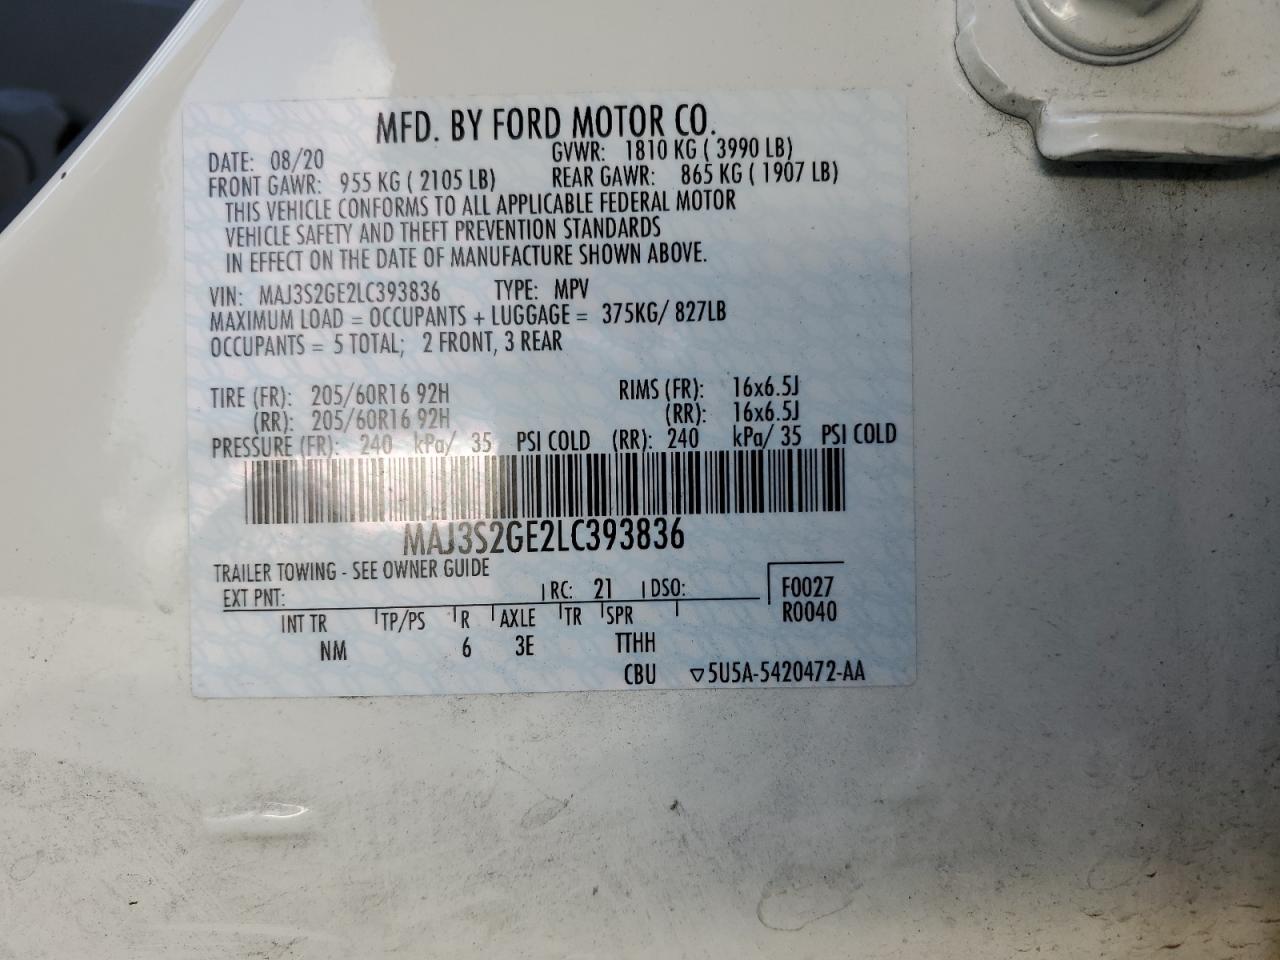 MFD. BY FORD MOTOR CO.
DATE: 08/20 GVWR: 1810 KG ( 3990 LB)
FRONT GAWR: 955 KG ( 2105 LB) REAR GAWR: 865 KG ( 1907 LB)
THIS VEHICLE CONFORMS TO ALL APPLICABLE FEDERAL MOTOR
VEHICLE SAFETY AND THEFT PREVENTION STANDARDS
IN EFFECT ON THE DATE OF MANUFACTURE SHOWN ABOVE.
VIN: MAJ3S2GE2LC393836 TYPE: MPV
MAXIMUM LOAD = OCCUPANTS + LUGGAGE = 375KG/ 827LB
OCCUPANTS = 5 TOTAL; 2 FRONT, 3 REAR
TIRE (FR): 205/60R16 92H RIMS (FR): 16x6.5J
(RR): 205/60R16 92H (RR): 16x6.5J
PRESSURE (FR): 240 kPa/ 35 PSI COLD (RR): 240 kPa/ 35 PSI COLD
MAJ3S2GE2LC393836
TRAILER TOWING - SEE OWNER GUIDE
EXT PNT: RC: 21 DSO: F0027
INT TR TP/PS R AXLE TR SPR R0040
NM 6 3E TTHH
CBU ▽5U5A-5420472-AA